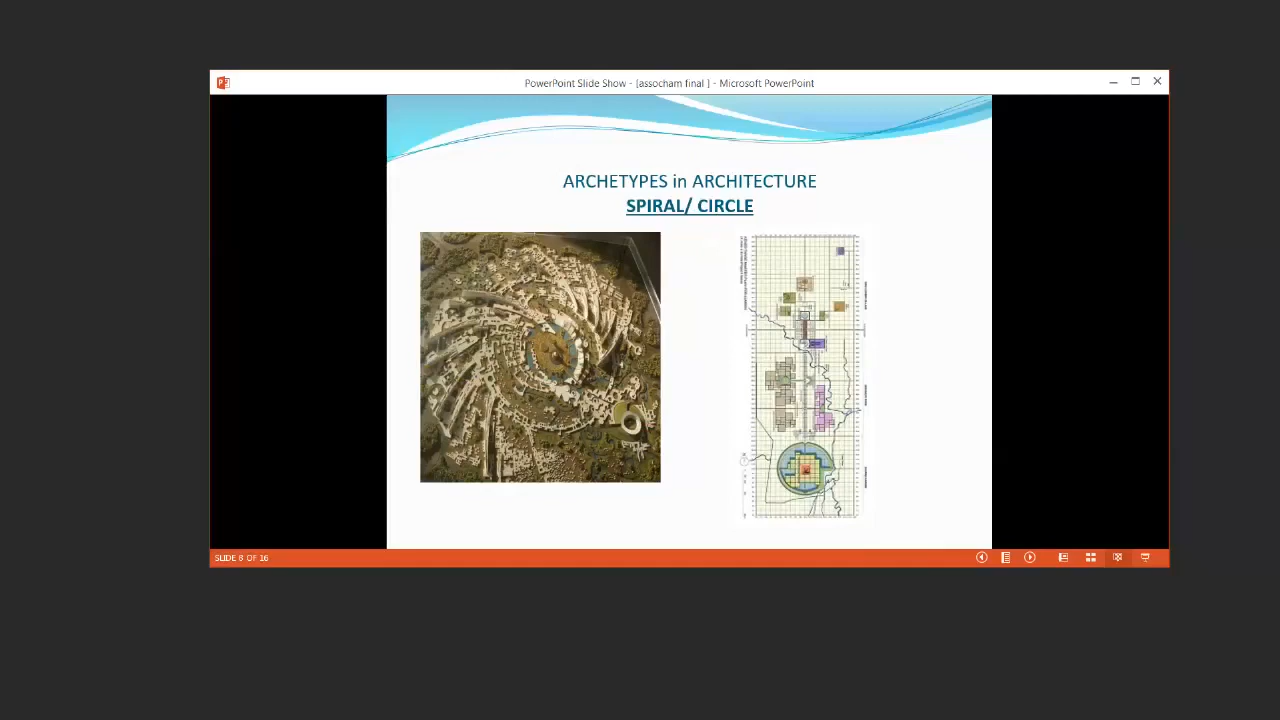 PowerPoint Slide Show - [assocham final ] - Microsoft PowerPoint
ARCHETYPES in ARCHITECTURE
SPIRAL/ CIRCLE
SLIDE 8 OF 16